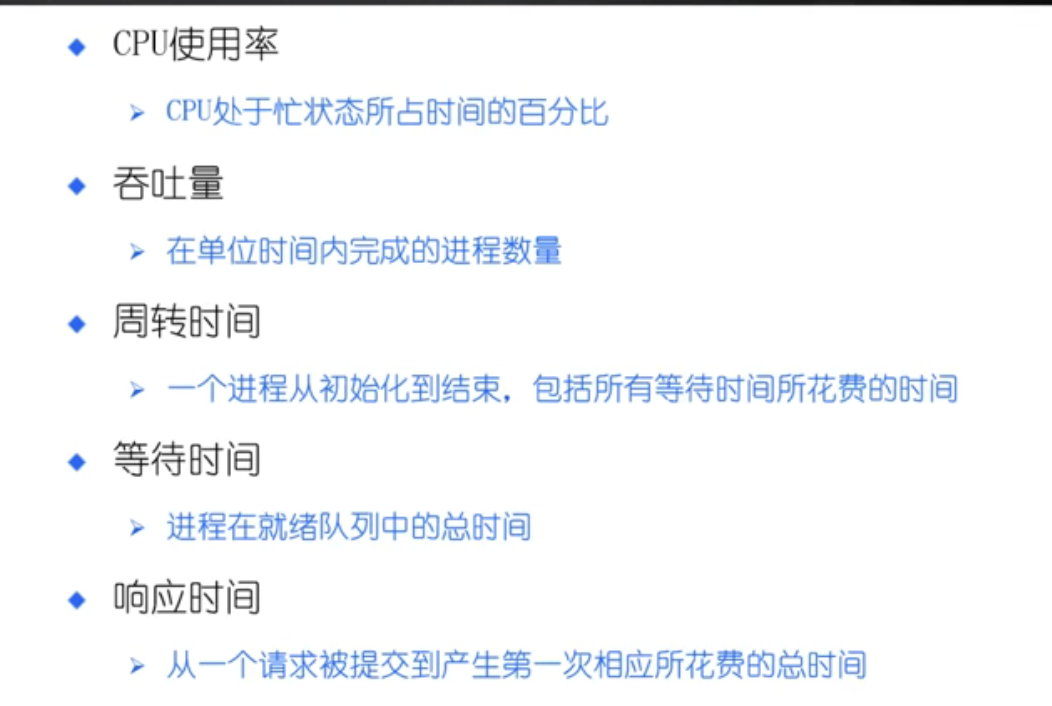 CPU使用率
CPU处于忙状态所占时间的百分比
吞吐量
在单位时间内完成的进程数量
周转时间
一个进程从初始化到结束，包括所有等待时间所花费的时间
等待时间
进程在就绪队列中的总时间
响应时间
从一个请求被提交到产生第一次相应所花费的总时间